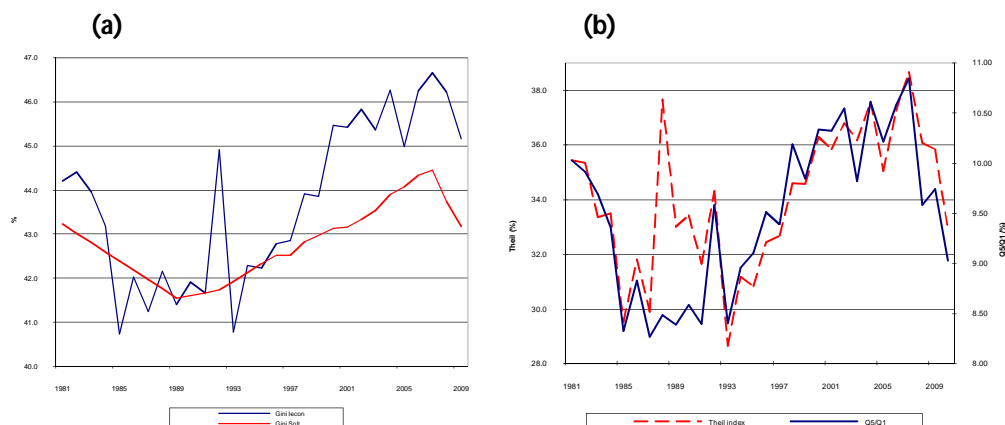 (a)
47.0
46.0
45.0
44.0
43.0
42.0
41.0
40.0
%
1981 1985 1989 1993 1997 2001 2005 2009
Gini Iecon
Gini Solt
(b)
38.0
36.0
34.0
32.0
30.0
28.0
Theil (%)
11.00
10.50
10.00
9.50
9.00
8.50
8.00
Q5/Q1 (%)
1981 1985 1989 1993 1997 2001 2005 2009
Theil index Q5/Q1